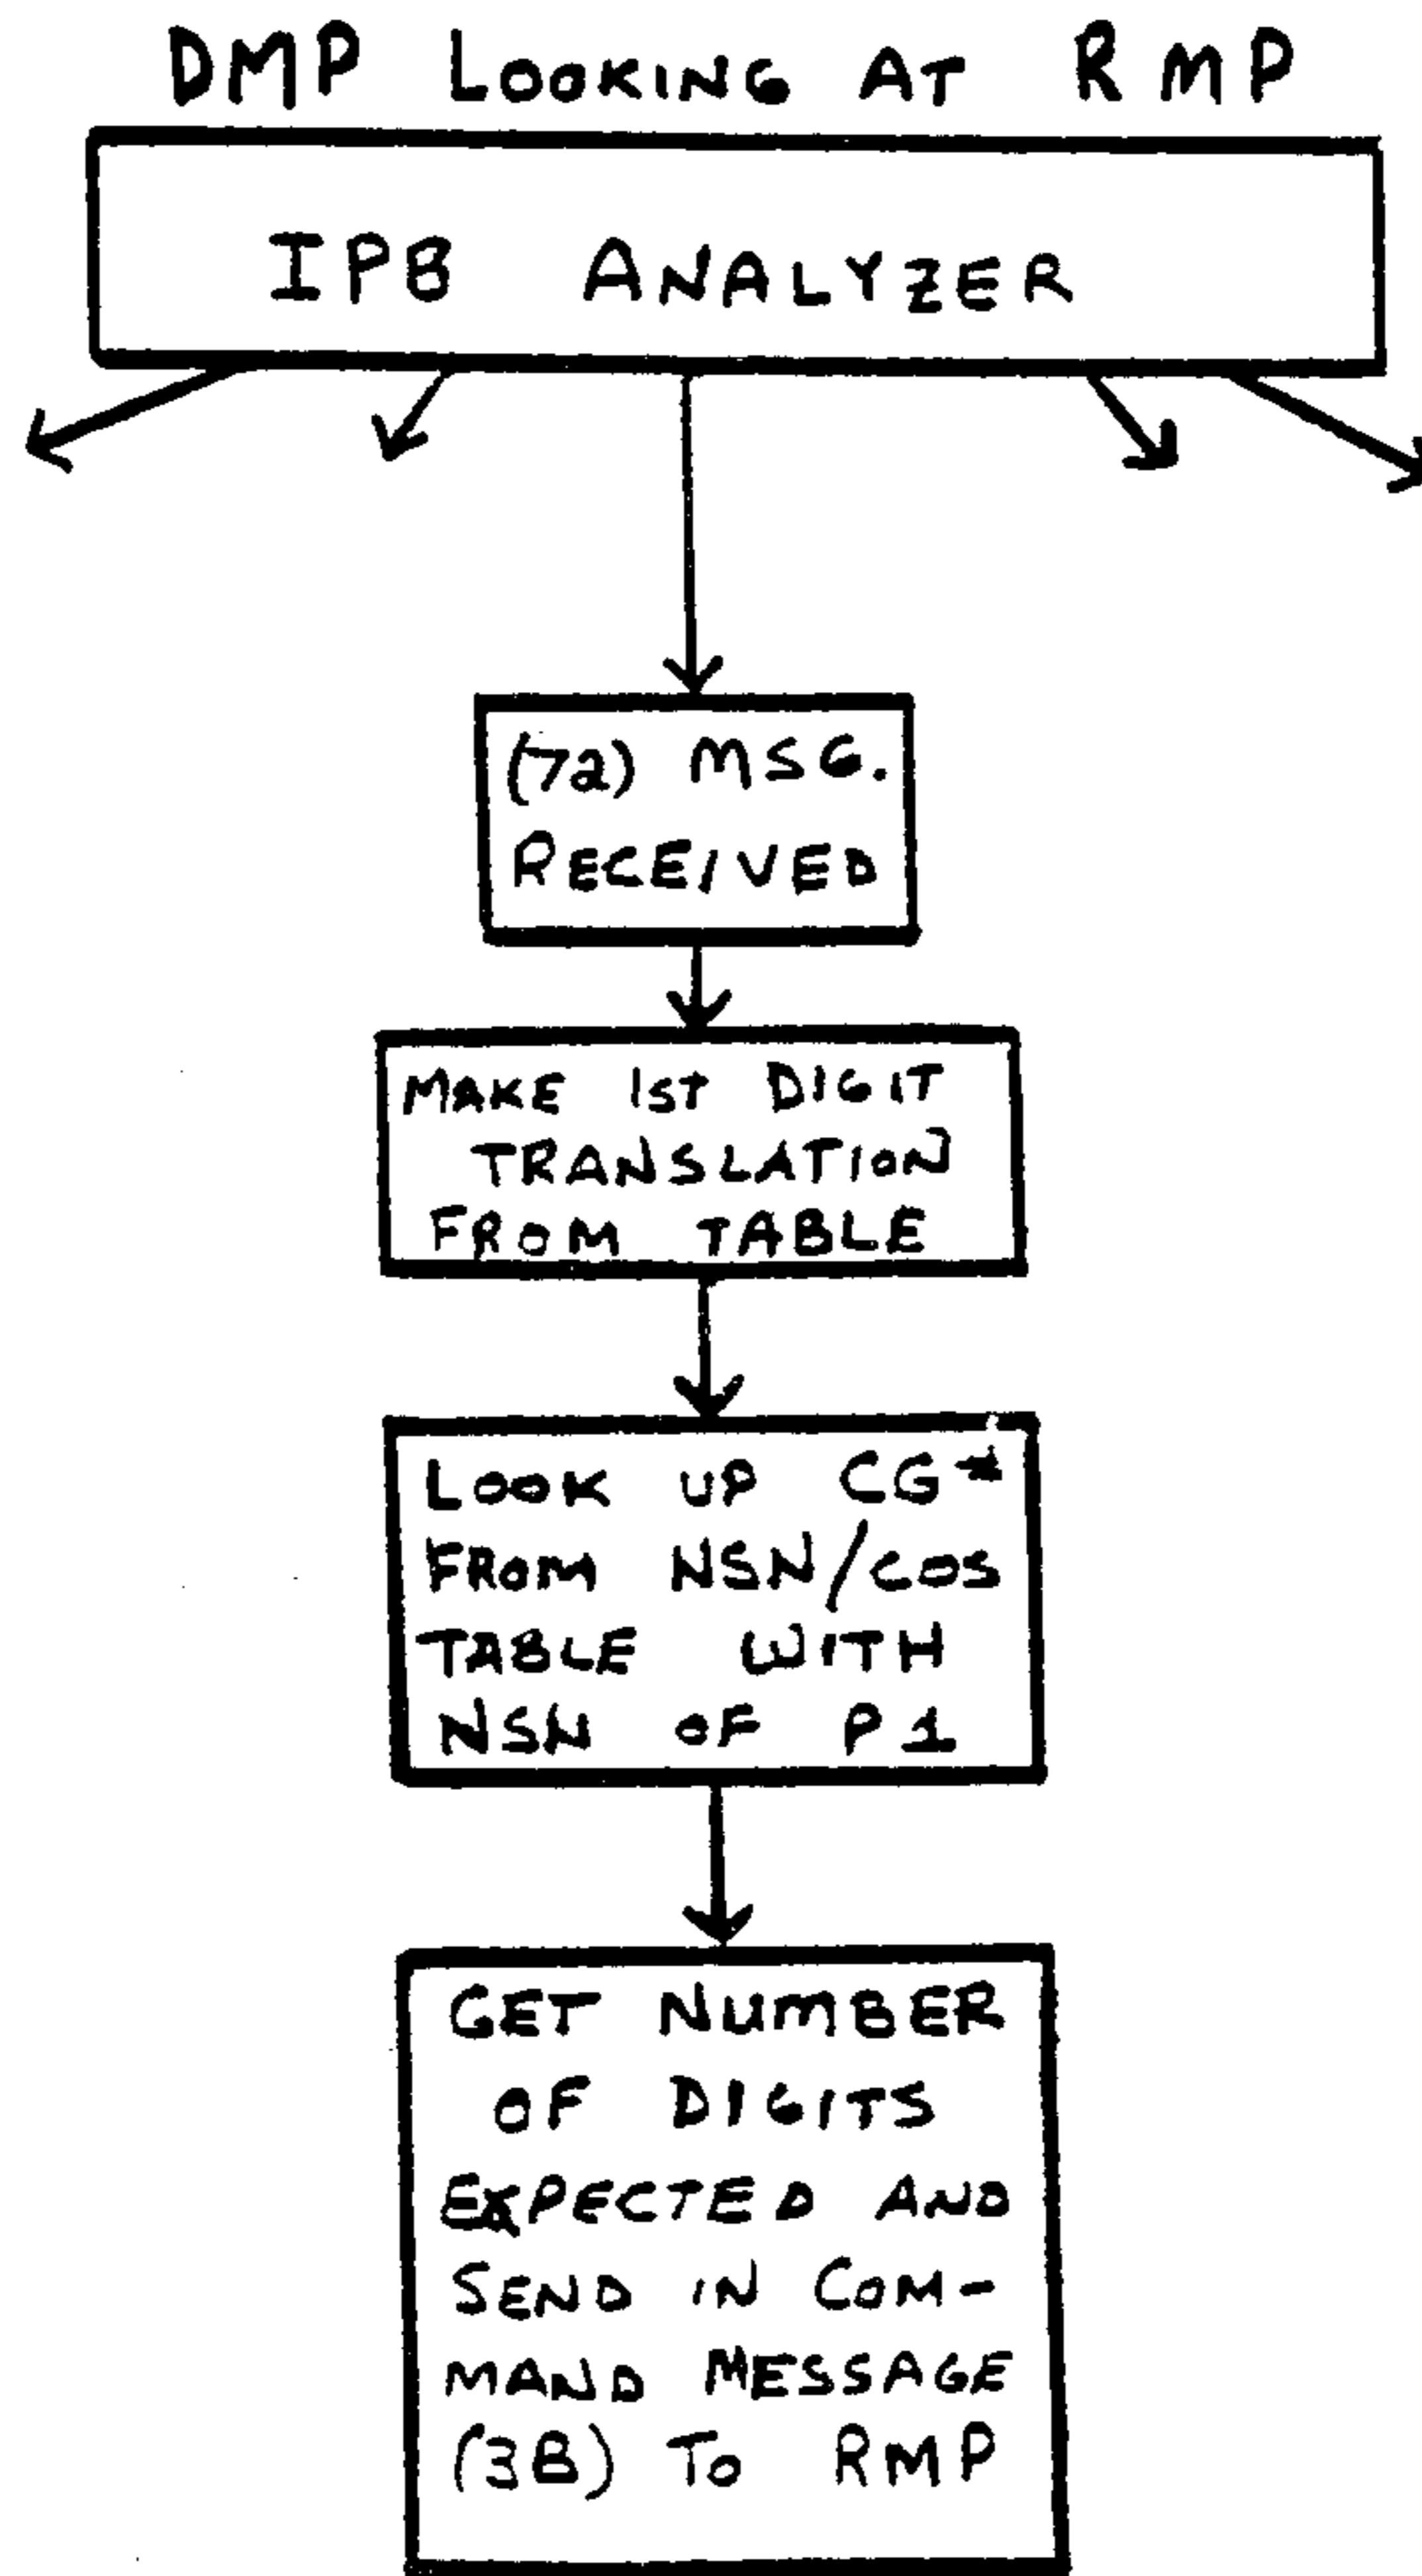 DMP LOOKING AT RMP
IPB ANALYZER
(72) MSG.
RECEIVED
MAKE 1ST DIGIT
TRANSLATION
FROM TABLE
LOOK UP CG#
FROM NSN/COS
TABLE WITH
NSN OF P1
GET NUMBER
OF DIGITS
EXPECTED AND
SEND IN COM-
MAND MESSAGE
(3B) TO RMP